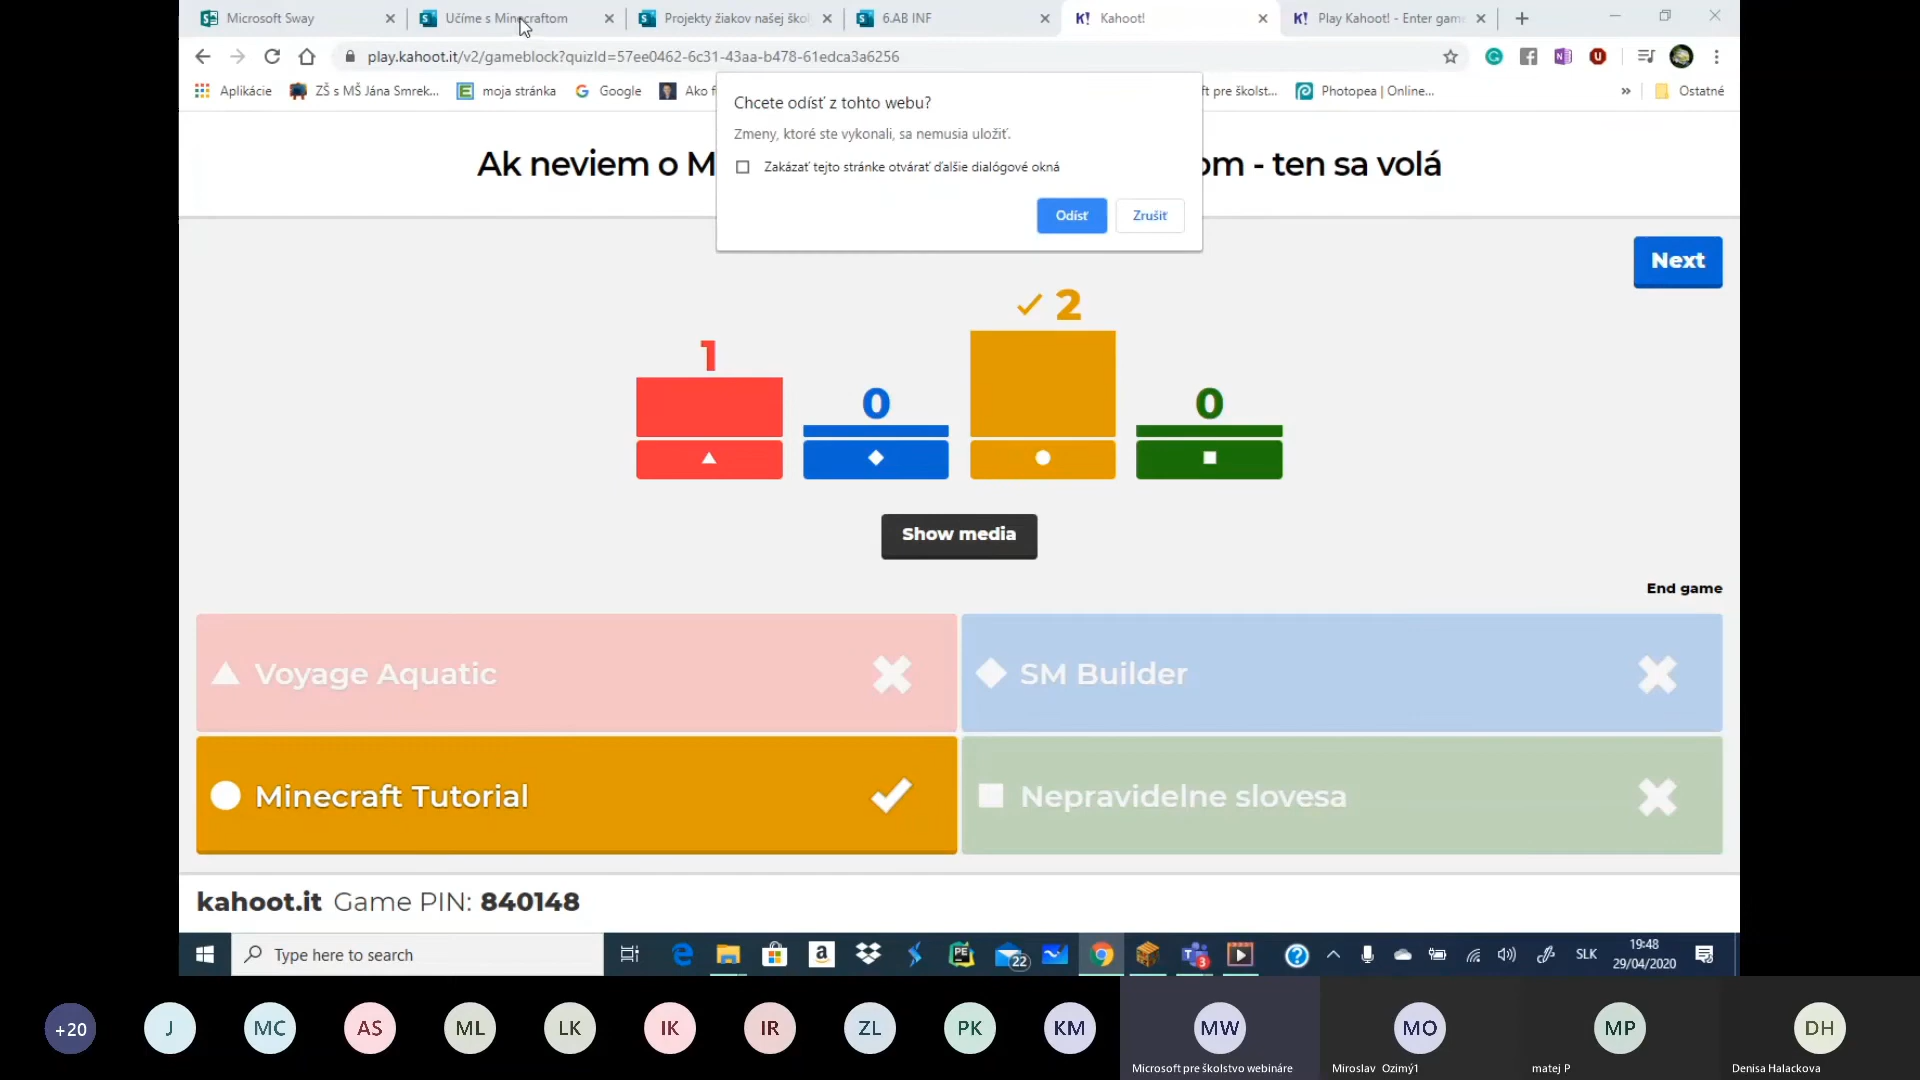 Microsoft Sway
Učíme s Minecraftom
Projekty žiakov našej ško
6.AB INF
K! Kahoot!
K! Play Kahoot! - Enter game
play.kahoot.it/v2/gameblock?quizId=57ee0462-6c31-43aa-b478-61edca3a6256
Aplikácie
ZŠ s MŠ Jána Smrek...
moja stránka
Google
Ako f
ft pre školst...
Photopea | Online...
»
Ostatné
Chcete odísť z tohto webu?
Zmeny, ktoré ste vykonali, sa nemusia uložiť.
Zakázať tejto stránke otvárať ďalšie dialógové okná
Odísť
Zrušiť
Ak neviem o M
om - ten sa volá
Next
1
0
2
0
Show media
End game
Voyage Aquatic
SM Builder
Minecraft Tutorial
Nepravidelne slovesa
kahoot.it Game PIN: 840148
Type here to search
22
3
SLK
19:48
29/04/2020
+20
J
MC
AS
ML
LK
IK
IR
ZL
PK
KM
MW
MO
MP
DH
Microsoft pre školstvo webináre
Miroslav Ozimý1
matej P
Denisa Halackova